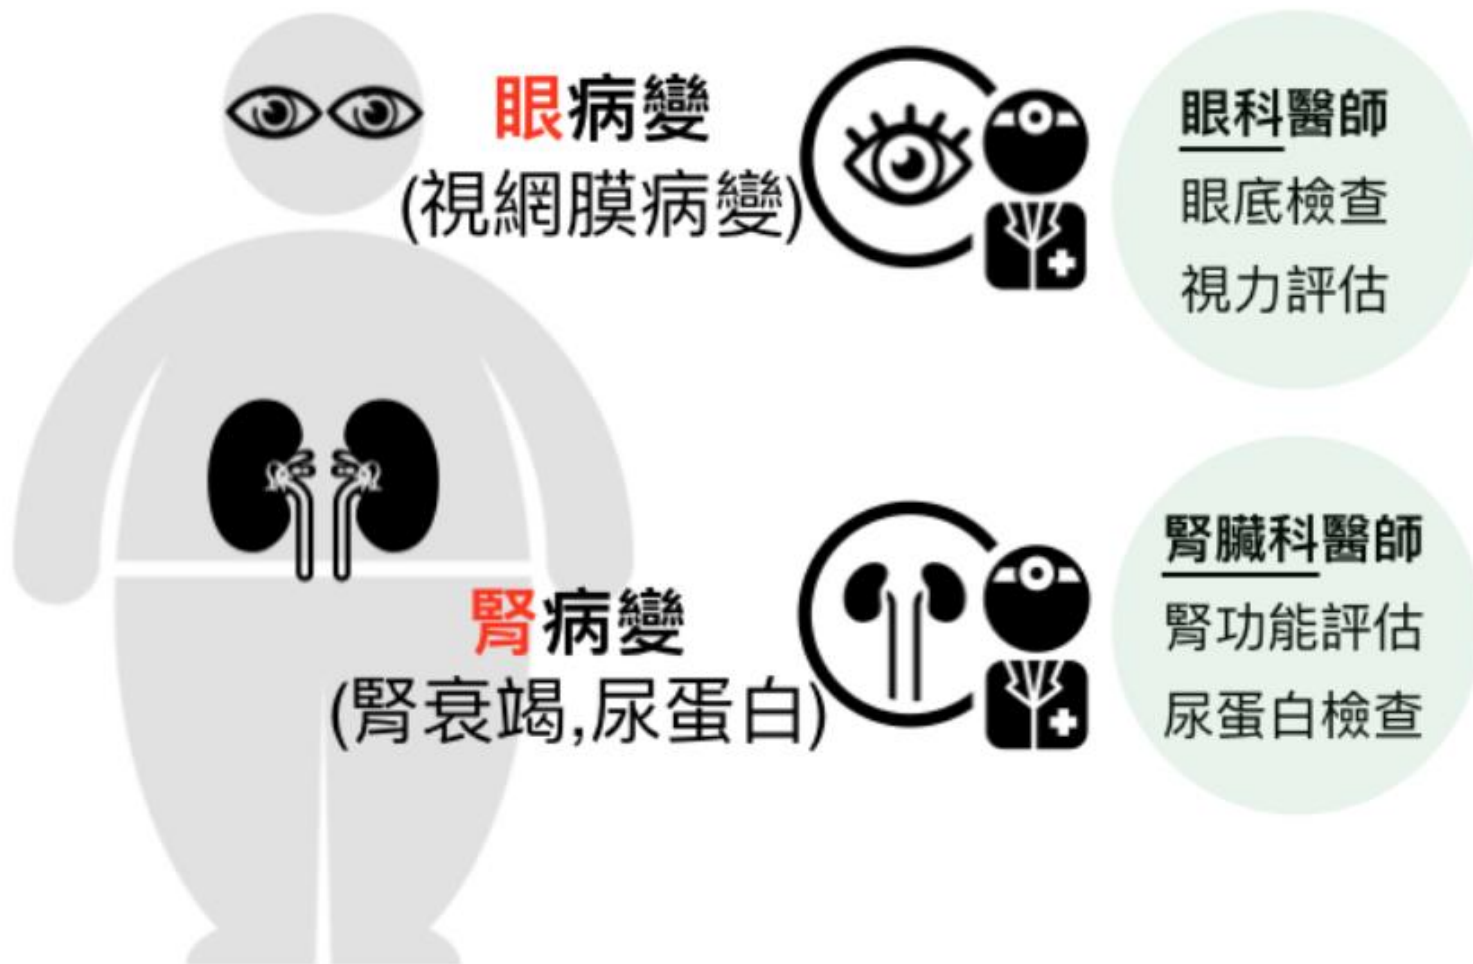 眼病變
(視網膜病變)
眼科醫師
眼底檢查
視力評估
腎病變
(腎衰竭,尿蛋白)
腎臟科醫師
腎功能評估
尿蛋白檢查